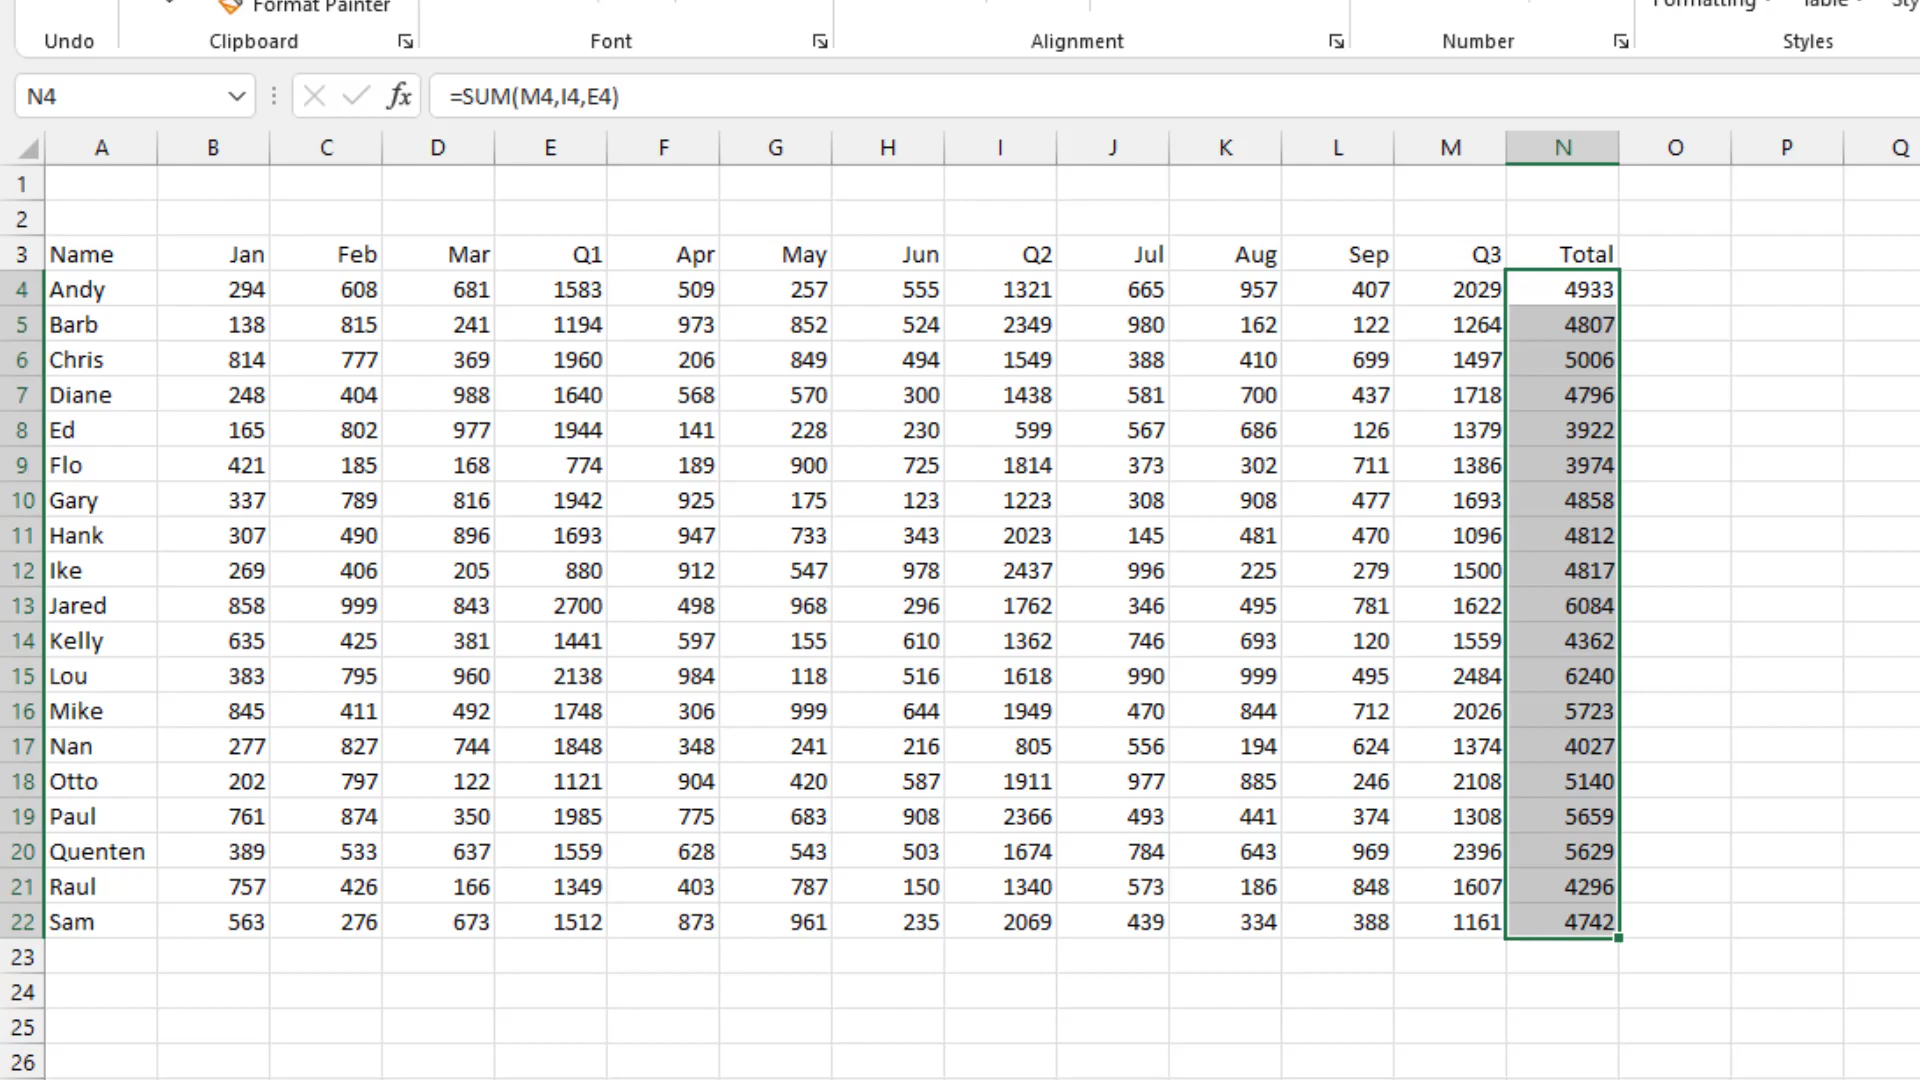 Format Painter
Formatting Table Sty
Undo Clipboard Font Alignment Number Styles
N4 fx =SUM(M4,I4,E4)
A B C D E F G H I J K L M N O P Q
1
2
3 Name Jan Feb Mar Q1 Apr May Jun Q2 Jul Aug Sep Q3 Total
4 Andy 294 608 681 1583 509 257 555 1321 665 957 407 2029 4933
5 Barb 138 815 241 1194 973 852 524 2349 980 162 122 1264 4807
6 Chris 814 777 369 1960 206 849 494 1549 388 410 699 1497 5006
7 Diane 248 404 988 1640 568 570 300 1438 581 700 437 1718 4796
8 Ed 165 802 977 1944 141 228 230 599 567 686 126 1379 3922
9 Flo 421 185 168 774 189 900 725 1814 373 302 711 1386 3974
10 Gary 337 789 816 1942 925 175 123 1223 308 908 477 1693 4858
11 Hank 307 490 896 1693 947 733 343 2023 145 481 470 1096 4812
12 Ike 269 406 205 880 912 547 978 2437 996 225 279 1500 4817
13 Jared 858 999 843 2700 498 968 296 1762 346 495 781 1622 6084
14 Kelly 635 425 381 1441 597 155 610 1362 746 693 120 1559 4362
15 Lou 383 795 960 2138 984 118 516 1618 990 999 495 2484 6240
16 Mike 845 411 492 1748 306 999 644 1949 470 844 712 2026 5723
17 Nan 277 827 744 1848 348 241 216 805 556 194 624 1374 4027
18 Otto 202 797 122 1121 904 420 587 1911 977 885 246 2108 5140
19 Paul 761 874 350 1985 775 683 908 2366 493 441 374 1308 5659
20 Quenten 389 533 637 1559 628 543 503 1674 784 643 969 2396 5629
21 Raul 757 426 166 1349 403 787 150 1340 573 186 848 1607 4296
22 Sam 563 276 673 1512 873 961 235 2069 439 334 388 1161 4742
23
24
25
26